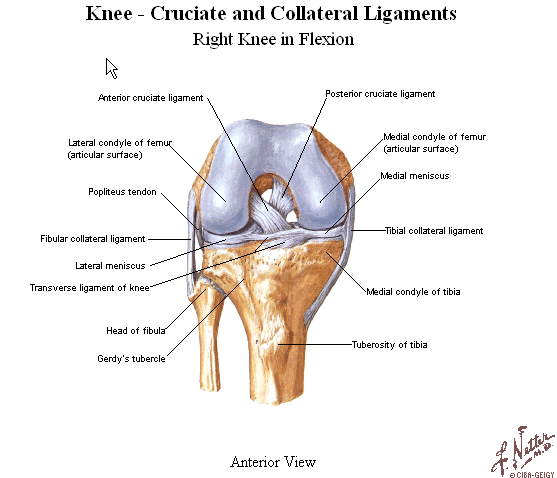 Knee - Cruciate and Collateral Ligaments
Right Knee in Flexion
Anterior cruciate ligament
Posterior cruciate ligament
Lateral condyle of femur
(articular surface)
Medial condyle of femur
(articular surface)
Popliteus tendon
Medial meniscus
Fibular collateral ligament
Tibial collateral ligament
Lateral meniscus
Transverse ligament of knee
Medial condyle of tibia
Head of fibula
Gerdy's tubercle
Tuberosity of tibia
Anterior View
F. Netter
M.D.
© CIBA-GEIGY